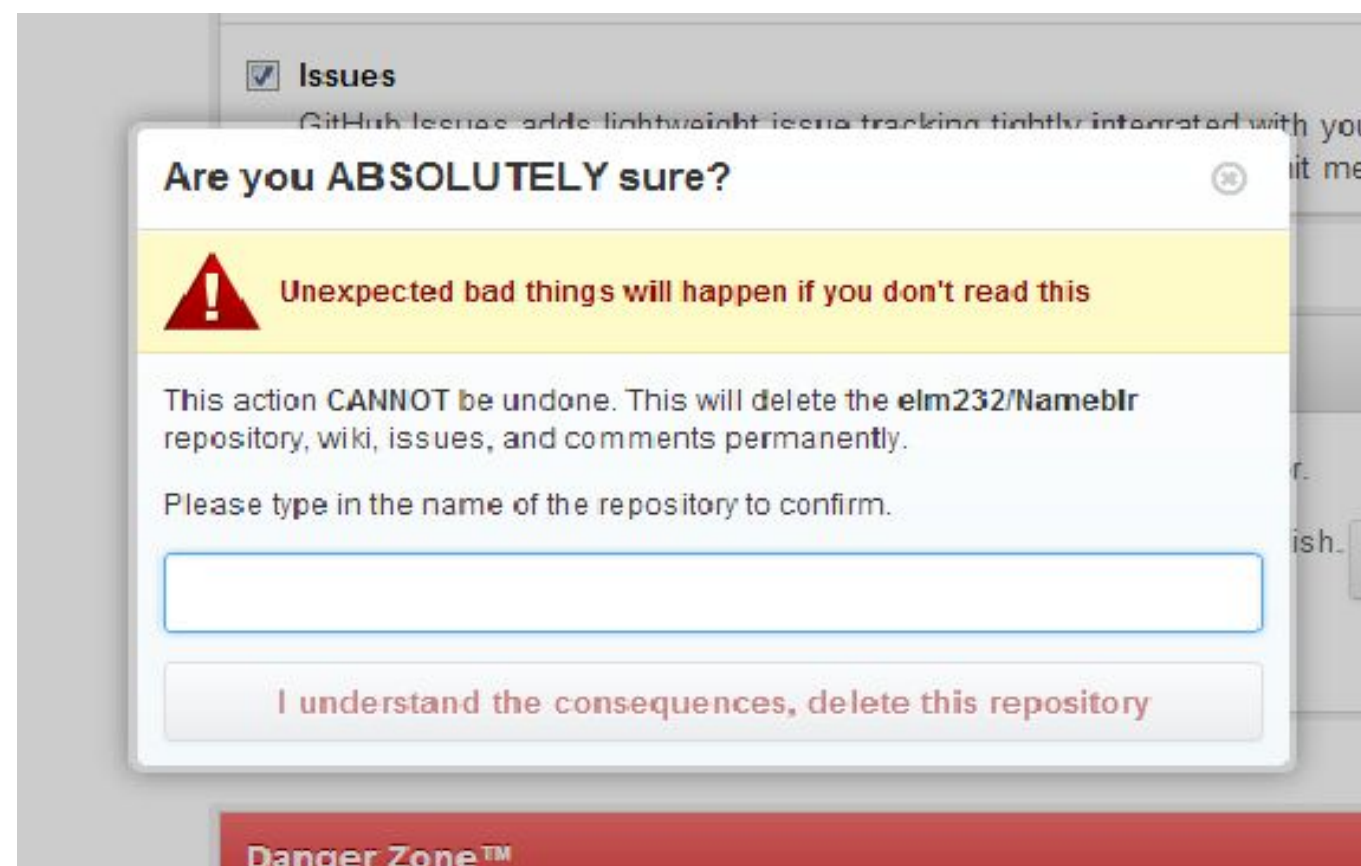 Issues
GitHub Issues adds lightweight issue tracking tightly integrated with you
Are you ABSOLUTELY sure?
it me
Unexpected bad things will happen if you don't read this
This action CANNOT be undone. This will delete the elm232/Nameblr
repository, wiki, issues, and comments permanently.
r.
Please type in the name of the repository to confirm.
ish.
I understand the consequences, delete this repository
Danger Zone™